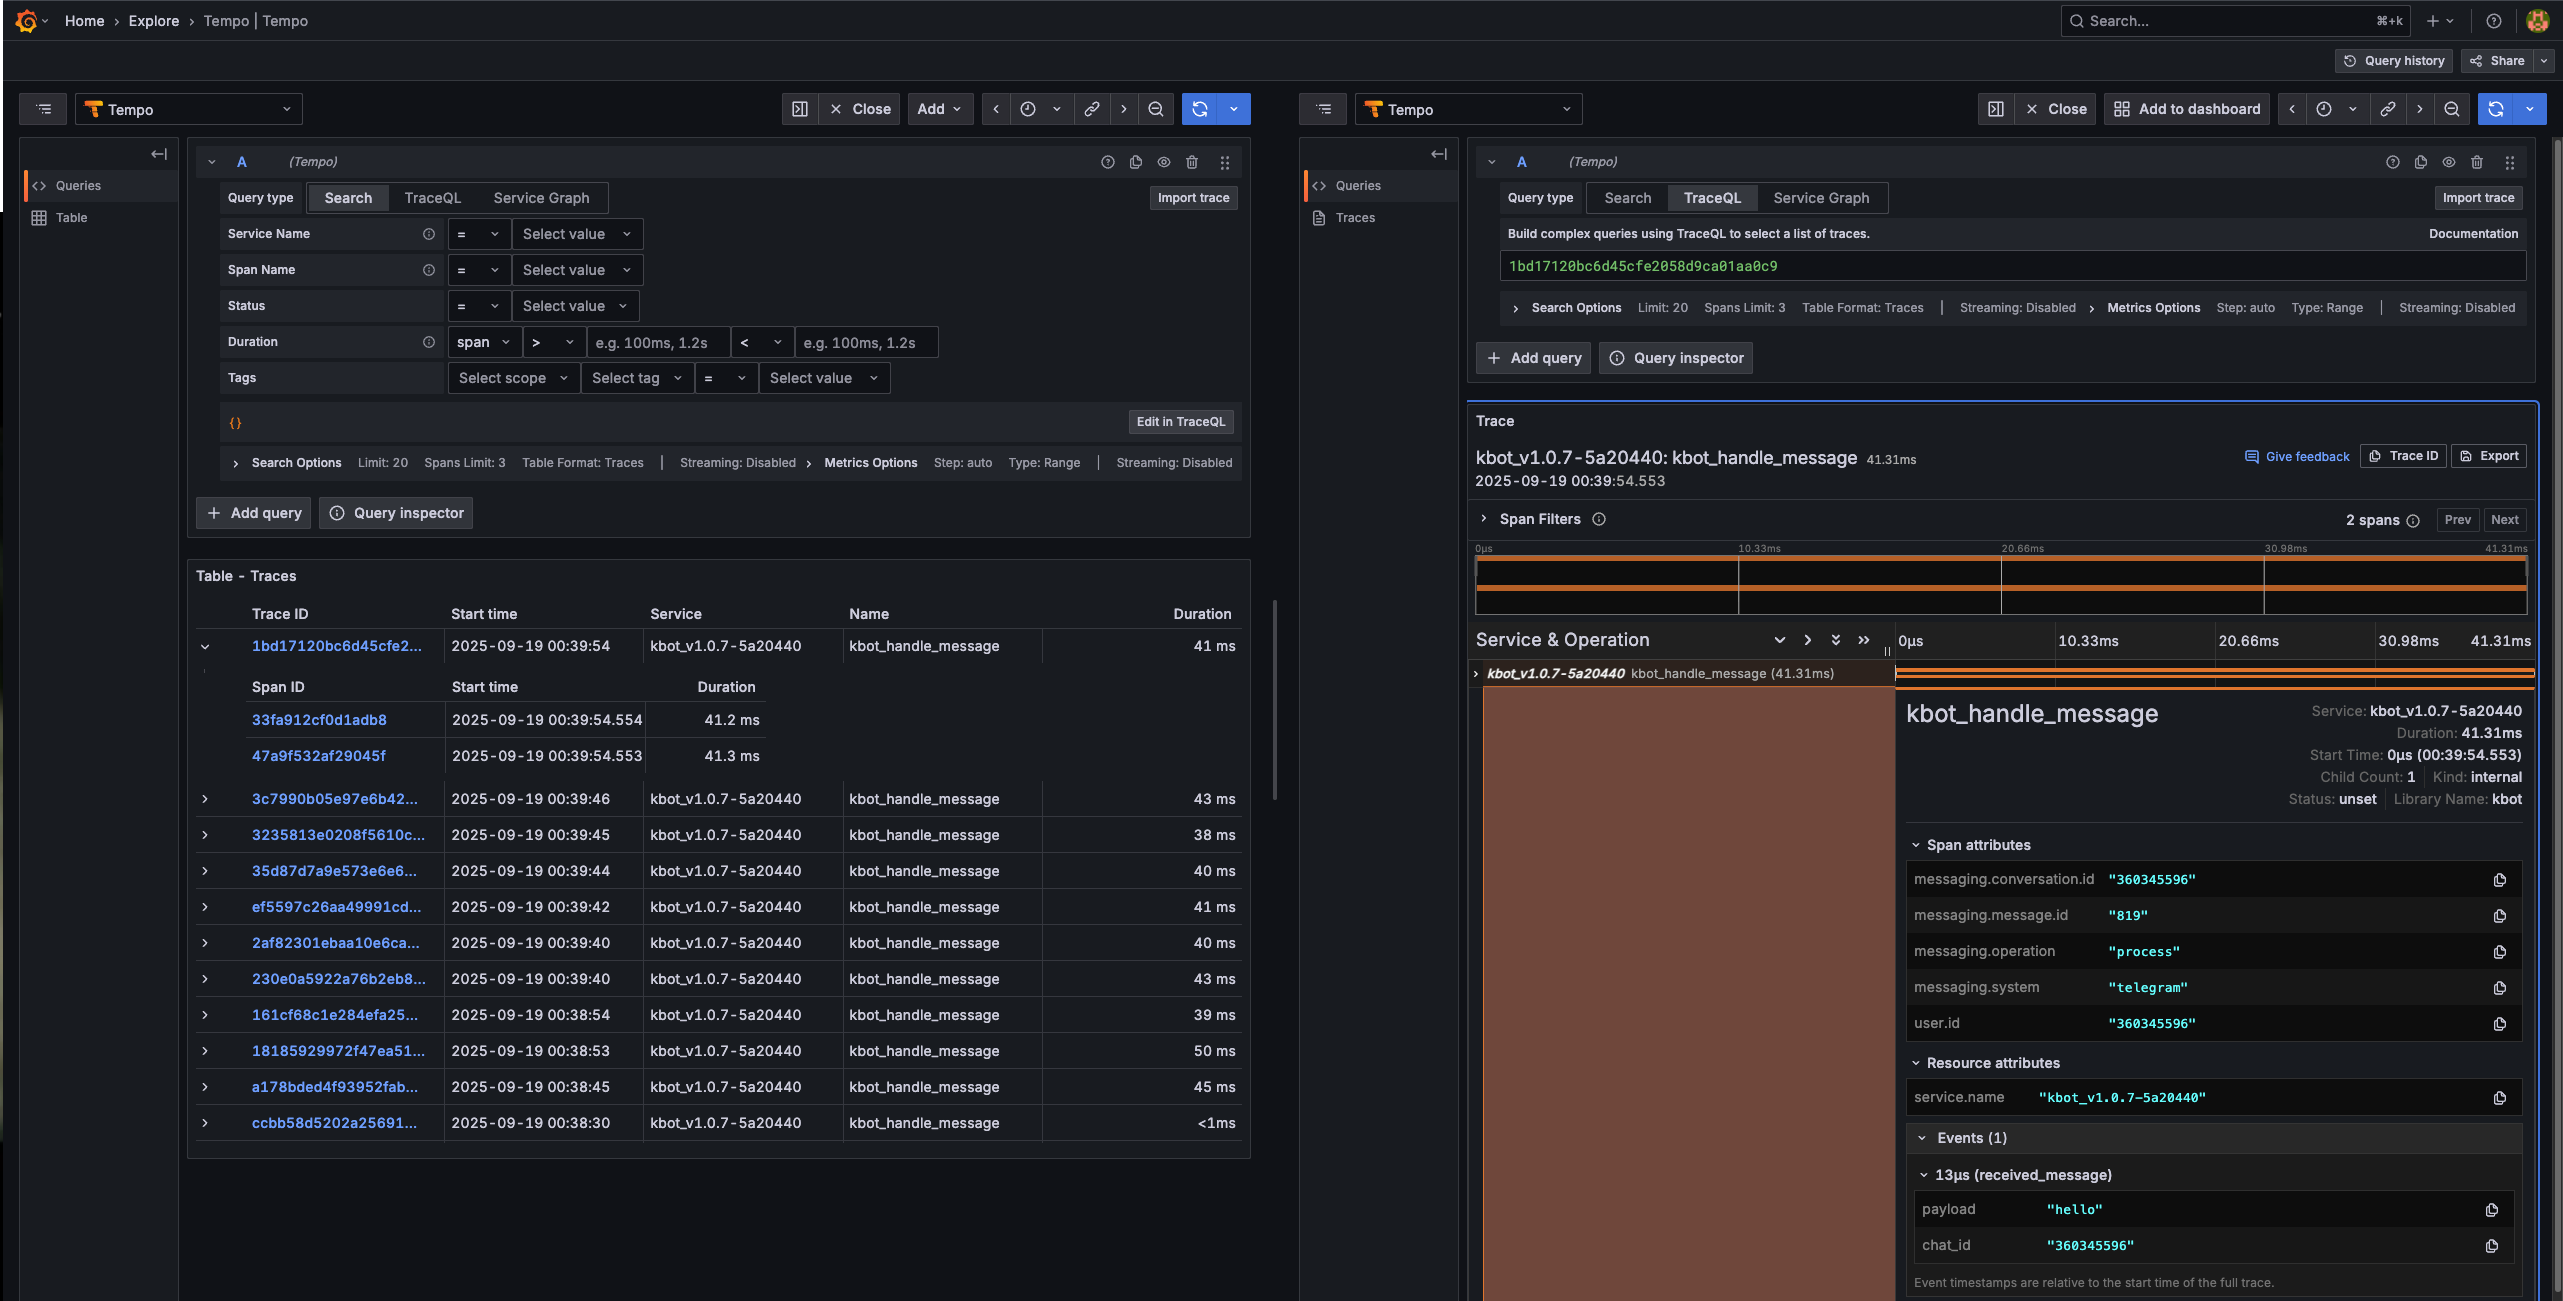 Home › Explore › Tempo | Tempo
Search... ⌘+k
Query history Share
Tempo Close Add
Queries
Table
A (Tempo)
Query type Search TraceQL Service Graph Import trace
Service Name = Select value
Span Name = Select value
Status = Select value
Duration span > e.g. 100ms, 1.2s < e.g. 100ms, 1.2s
Tags Select scope Select tag = Select value
{} Edit in TraceQL
Search Options Limit: 20 Spans Limit: 3 Table Format: Traces | Streaming: Disabled Metrics Options Step: auto Type: Range | Streaming: Disabled
+ Add query Query inspector
Table - Traces
Trace ID Start time Service Name Duration
1bd17120bc6d45cfe2... 2025-09-19 00:39:54 kbot_v1.0.7-5a20440 kbot_handle_message 41 ms
Span ID Start time Duration
33fa912cf0d1adb8 2025-09-19 00:39:54.554 41.2 ms
47a9f532af29045f 2025-09-19 00:39:54.553 41.3 ms
3c7990b05e97e6b42... 2025-09-19 00:39:46 kbot_v1.0.7-5a20440 kbot_handle_message 43 ms
3235813e0208f5610c... 2025-09-19 00:39:45 kbot_v1.0.7-5a20440 kbot_handle_message 38 ms
35d87d7a9e573e6e6... 2025-09-19 00:39:44 kbot_v1.0.7-5a20440 kbot_handle_message 40 ms
ef5597c26aa49991cd... 2025-09-19 00:39:42 kbot_v1.0.7-5a20440 kbot_handle_message 41 ms
2af82301ebaa10e6ca... 2025-09-19 00:39:40 kbot_v1.0.7-5a20440 kbot_handle_message 40 ms
230e0a5922a76b2eb8... 2025-09-19 00:39:40 kbot_v1.0.7-5a20440 kbot_handle_message 43 ms
161cf68c1e284efa25... 2025-09-19 00:38:54 kbot_v1.0.7-5a20440 kbot_handle_message 39 ms
18185929972f47ea51... 2025-09-19 00:38:53 kbot_v1.0.7-5a20440 kbot_handle_message 50 ms
a178bded4f93952fab... 2025-09-19 00:38:45 kbot_v1.0.7-5a20440 kbot_handle_message 45 ms
ccbb58d5202a25691... 2025-09-19 00:38:30 kbot_v1.0.7-5a20440 kbot_handle_message <1ms
Tempo Close Add to dashboard
Queries
Traces
A (Tempo)
Query type Search TraceQL Service Graph Import trace
Build complex queries using TraceQL to select a list of traces. Documentation
1bd17120bc6d45cfe2058d9ca01aa0c9
Search Options Limit: 20 Spans Limit: 3 Table Format: Traces | Streaming: Disabled Metrics Options Step: auto Type: Range | Streaming: Disabled
+ Add query Query inspector
Trace
kbot_v1.0.7-5a20440: kbot_handle_message 41.31ms Give feedback Trace ID Export
2025-09-19 00:39:54.553
Span Filters 2 spans Prev Next
0μs 10.33ms 20.66ms 30.98ms 41.31ms
Service & Operation 0μs 10.33ms 20.66ms 30.98ms 41.31ms
kbot_v1.0.7-5a20440 kbot_handle_message (41.31ms)
kbot_handle_message Service: kbot_v1.0.7-5a20440
Duration: 41.31ms
Start Time: 0μs (00:39:54.553)
Child Count: 1 Kind: internal
Status: unset Library Name: kbot
Span attributes
messaging.conversation.id "360345596"
messaging.message.id "819"
messaging.operation "process"
messaging.system "telegram"
user.id "360345596"
Resource attributes
service.name "kbot_v1.0.7-5a20440"
Events (1)
13μs (received_message)
payload "hello"
chat_id "360345596"
Event timestamps are relative to the start time of the full trace.